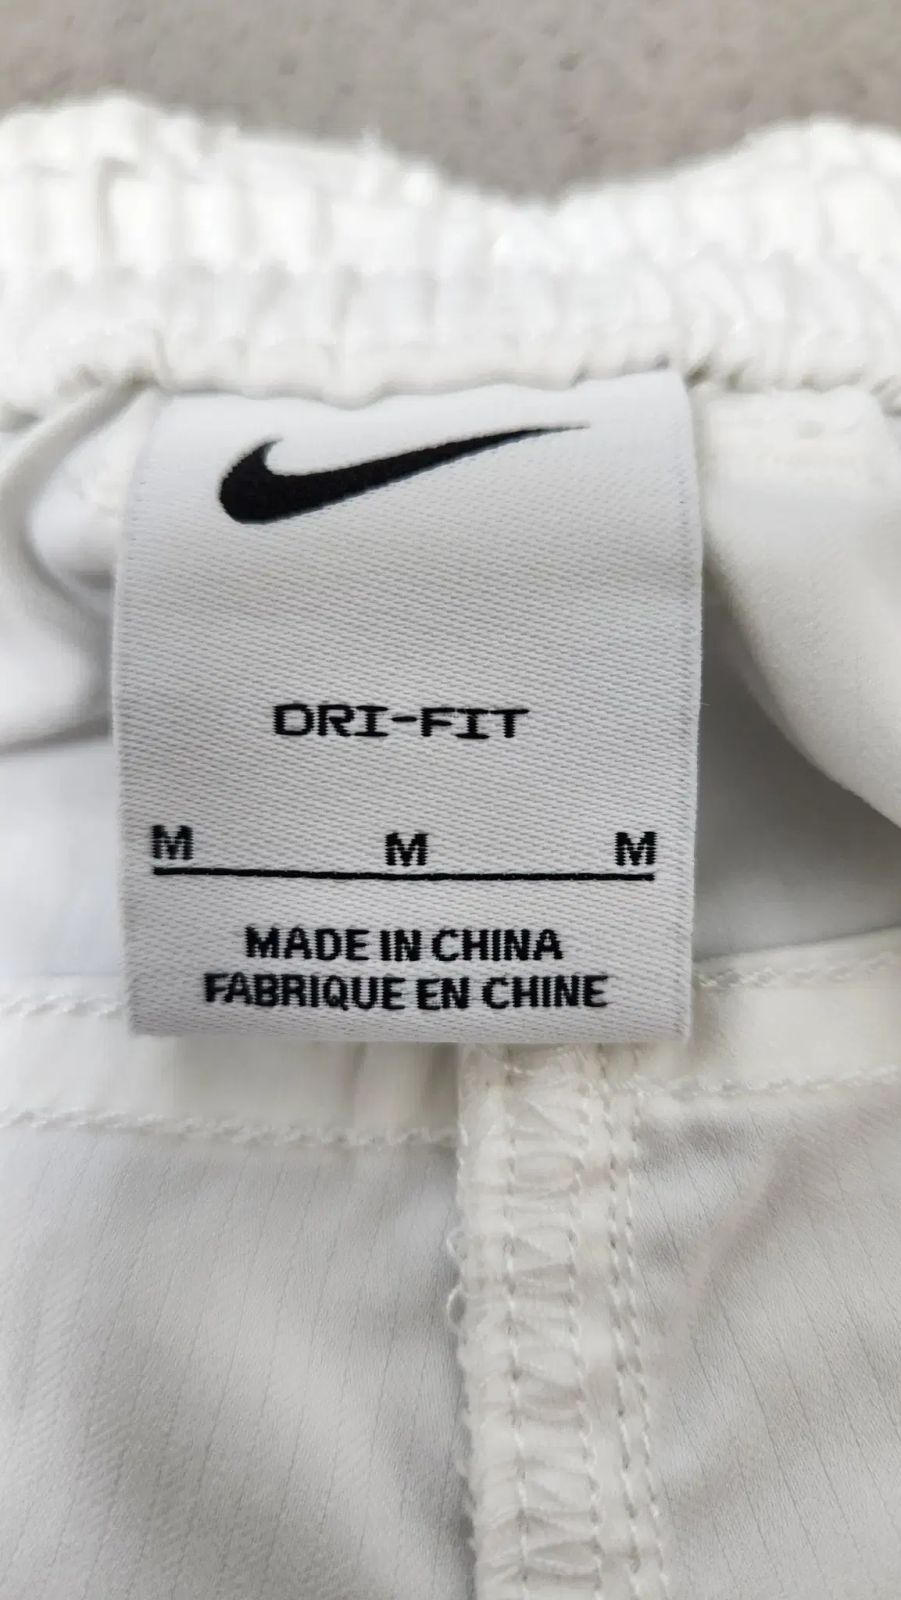 DRI-FIT
M M M
MADE IN CHINA
FABRIQUE EN CHINE